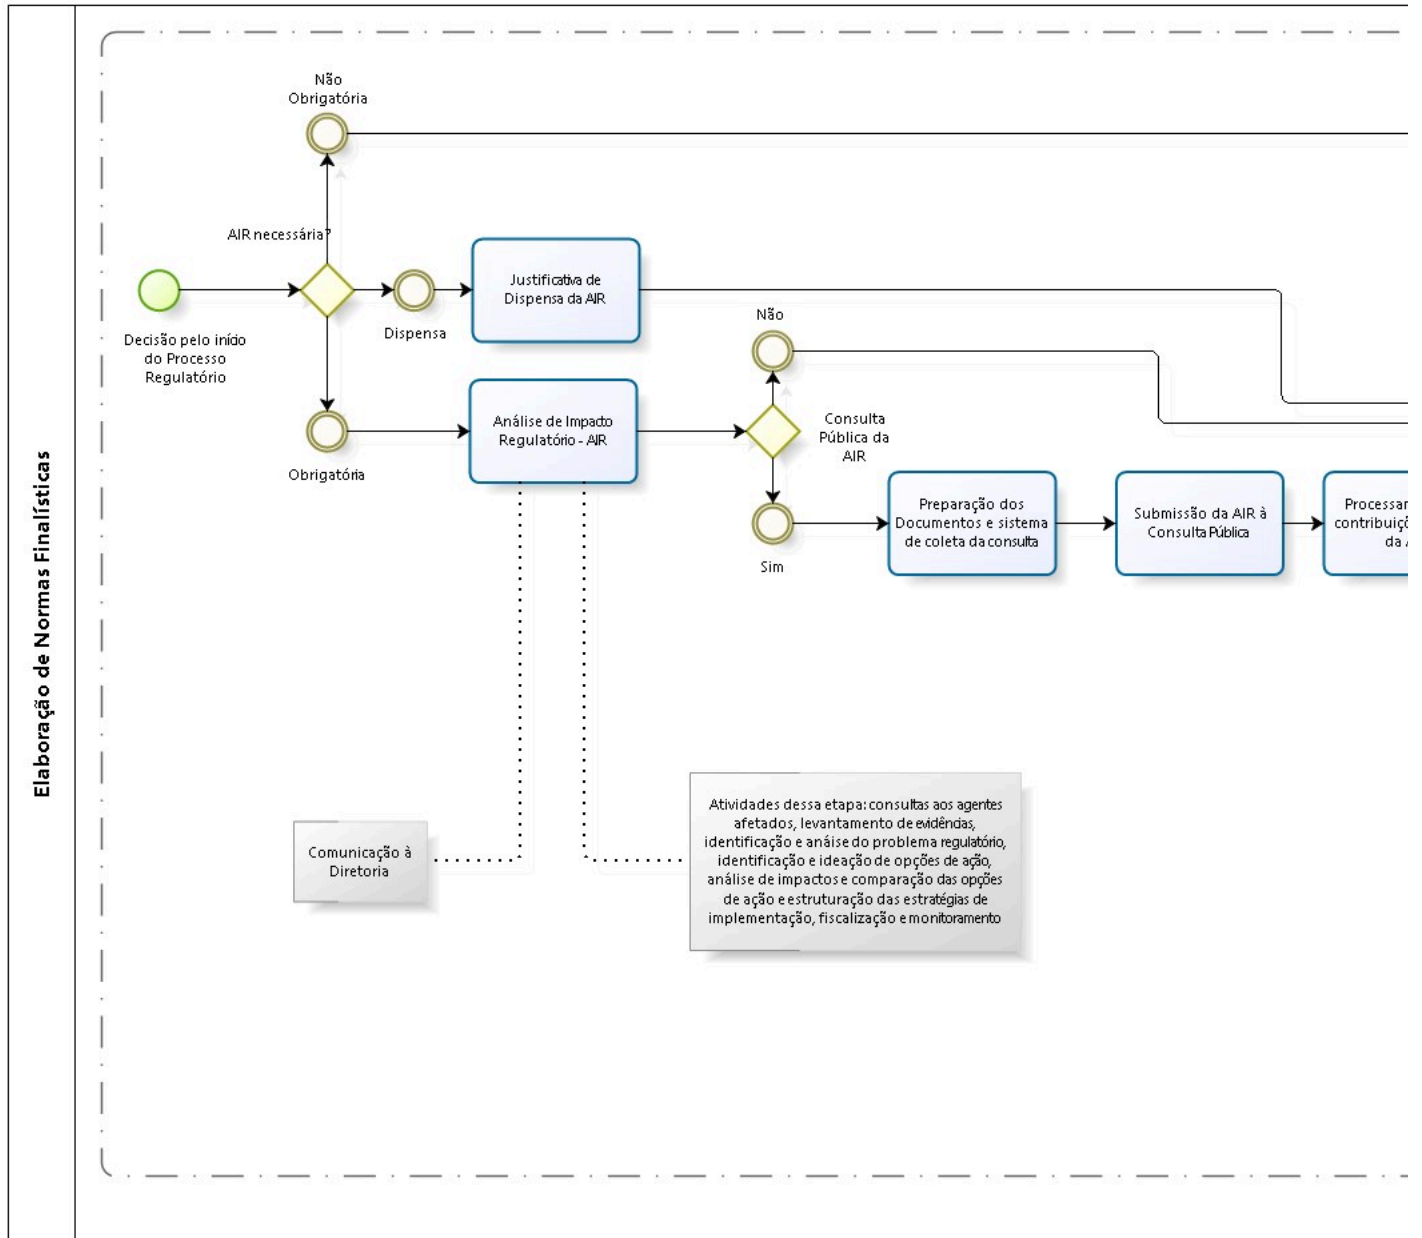 Elaboração de Normas Finalísticas
Não
Obrigatória
AIR necessária?
Decisão pelo início
do Processo
Regulatório
Dispensa
Justificativa de
Dispensa da AIR
Obrigatória
Análise de Impacto
Regulatório - AIR
Não
Consulta
Pública da
AIR
Sim
Preparação dos
Documentos e sistema
de coleta da consulta
Submissão da AIR à
Consulta Pública
da
Comunicação à
Diretoria
Atividades dessa etapa: consultas aos agentes
afetados, levantamento de evidências,
identificação e anáise do problema regulatório,
identificação e ideação de opções de ação,
análise de impactos e comparação das opções
de ação e estruturação das estratégias de
implementação, fiscalização e monitoramento